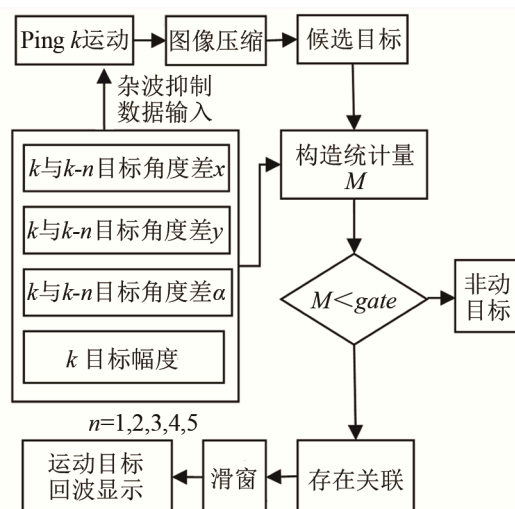 Ping k运动
图像压缩
候选目标
杂波抑制
数据输入
k与k-n目标角度差x
k与k-n目标角度差y
k与k-n目标角度差α
k 目标幅度
构造统计量
M
M<gate
非动
目标
n=1,2,3,4,5
运动目标
回波显示
滑窗
存在关联